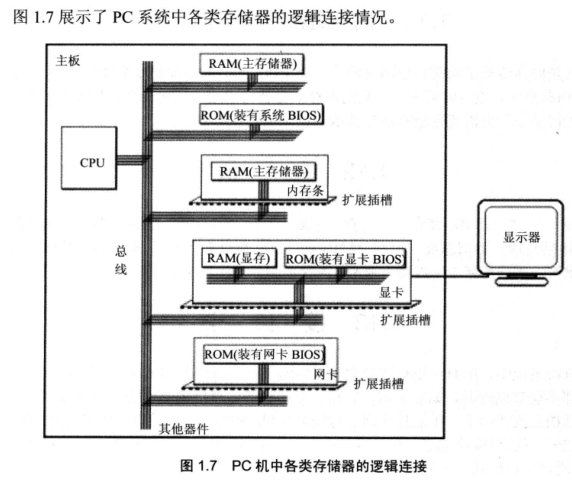 图 1.7 展示了 PC 系统中各类存储器的逻辑连接情况。
主板
RAM(主存储器)
ROM(装有系统 BIOS)
CPU
RAM(主存储器)
内存条
扩展插槽
总线
RAM(显存)
ROM(装有显卡 BIOS)
显卡
扩展插槽
显示器
ROM(装有网卡 BIOS)
网卡
扩展插槽
其他器件
图 1.7 PC 机中各类存储器的逻辑连接